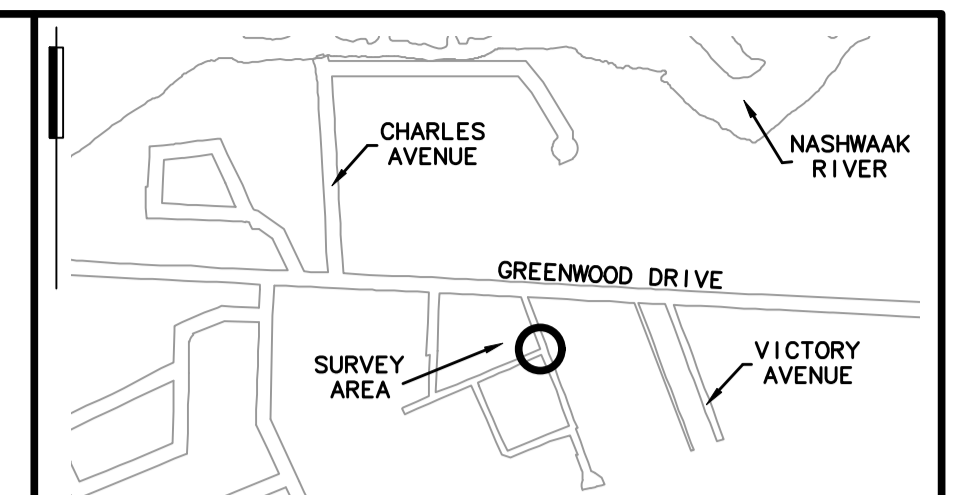 CHARLES
AVENUE
NASHWAAK
RIVER
GREENWOOD DRIVE
SURVEY
AREA
VICTORY
AVENUE